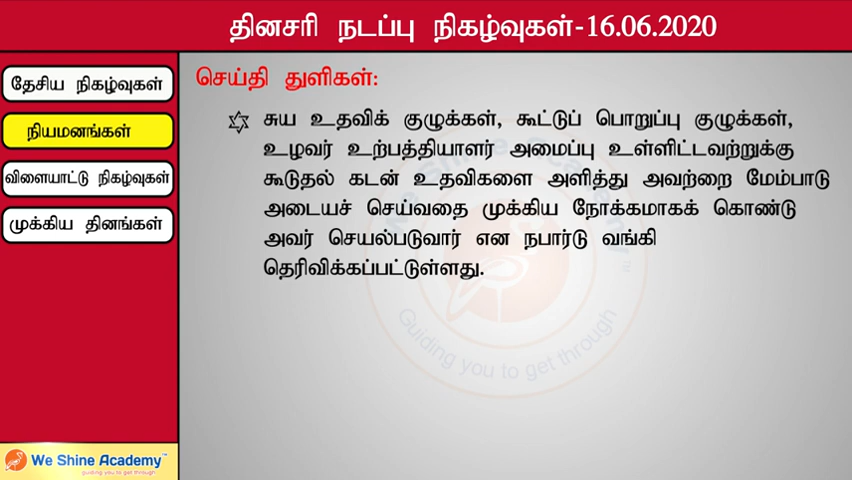 தினசரி நடப்பு நிகழ்வுகள்-16.06.2020
தேசிய நிகழ்வுகள்
நியமனங்கள்
விளையாட்டு நிகழ்வுகள்
முக்கிய தினங்கள்
செய்தி துளிகள்:
சுய உதவிக் குழுக்கள், கூட்டுப் பொறுப்பு குழுக்கள்,
உழவர் உற்பத்தியாளர் அமைப்பு உள்ளிட்டவற்றுக்கு
கூடுதல் கடன் உதவிகளை அளித்து அவற்றை மேம்பாடு
அடையச் செய்வதை முக்கிய நோக்கமாகக் கொண்டு
அவர் செயல்படுவார் என நபார்டு வங்கி
தெரிவிக்கப்பட்டுள்ளது.
We Shine Academy
Guiding you to get through
We Shine Academy™
guiding you to get through